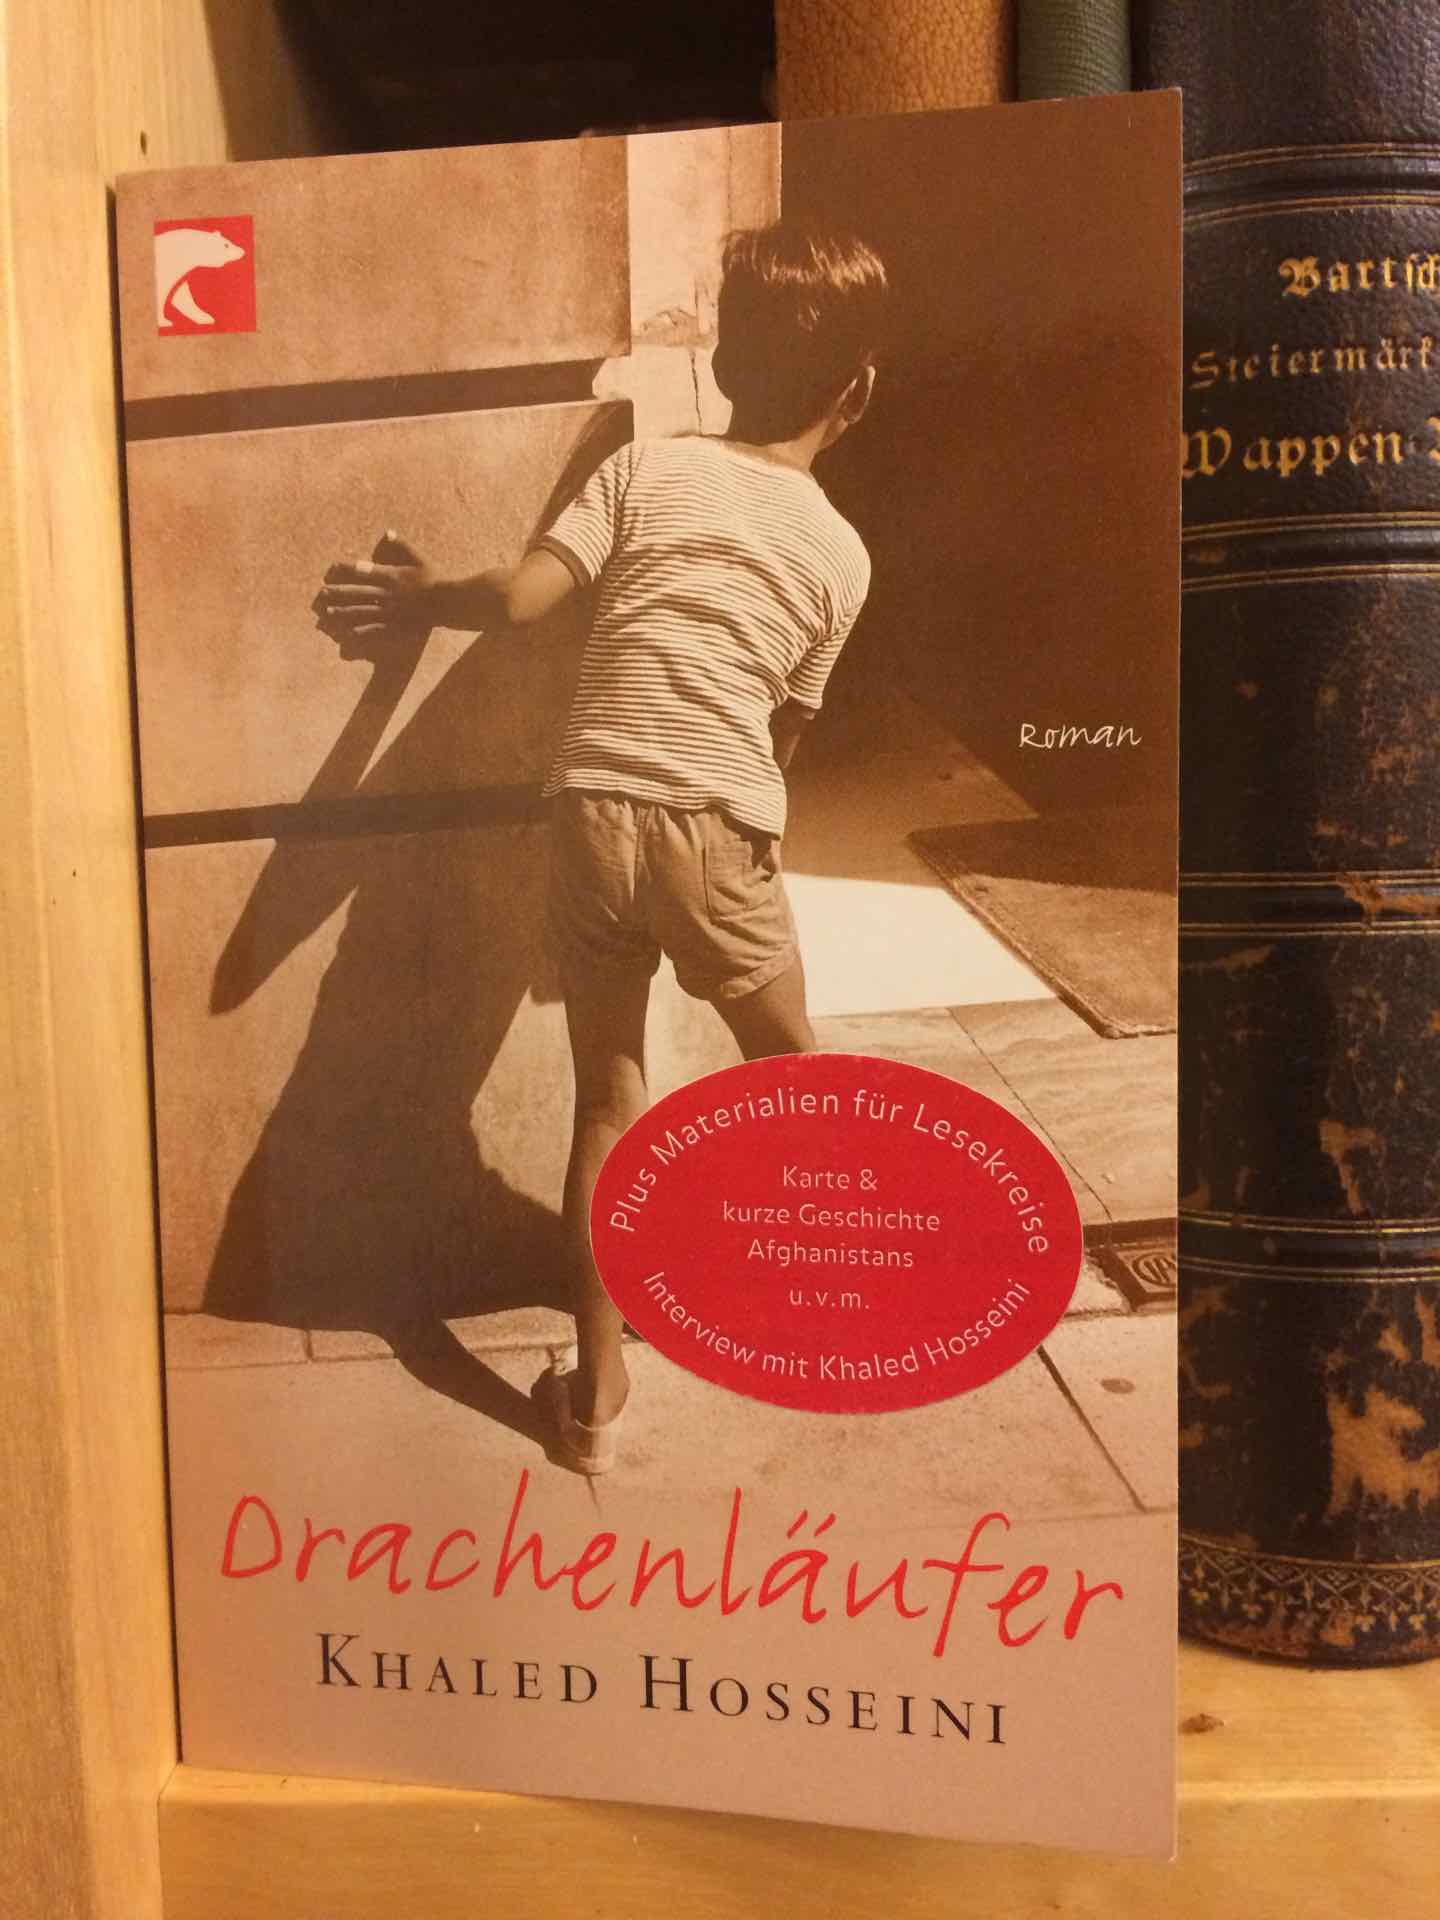 Roman
Plus Materialien für Lesekreise
Karte &
kurze Geschichte
Afghanistans
u.v.m.
Interview mit Khaled Hosseini
Drachenläufer
KHALED HOSSEINI
Steiermärk
Wappen